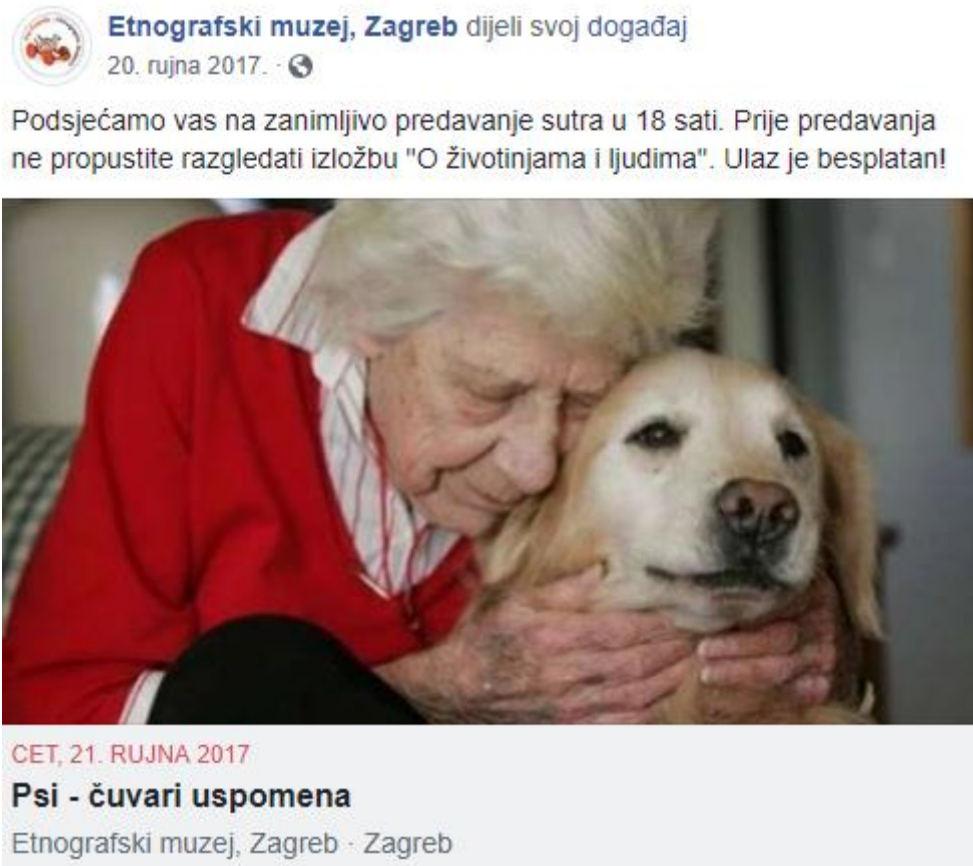 Etnografski muzej, Zagreb dijeli svoj događaj
20. rujna 2017. ·
Podsjećamo vas na zanimljivo predavanje sutra u 18 sati. Prije predavanja
ne propustite razgledati izložbu "O životinjama i ljudima". Ulaz je besplatan!
ČET, 21. RUJNA 2017
Psi - čuvari uspomena
Etnografski muzej, Zagreb · Zagreb